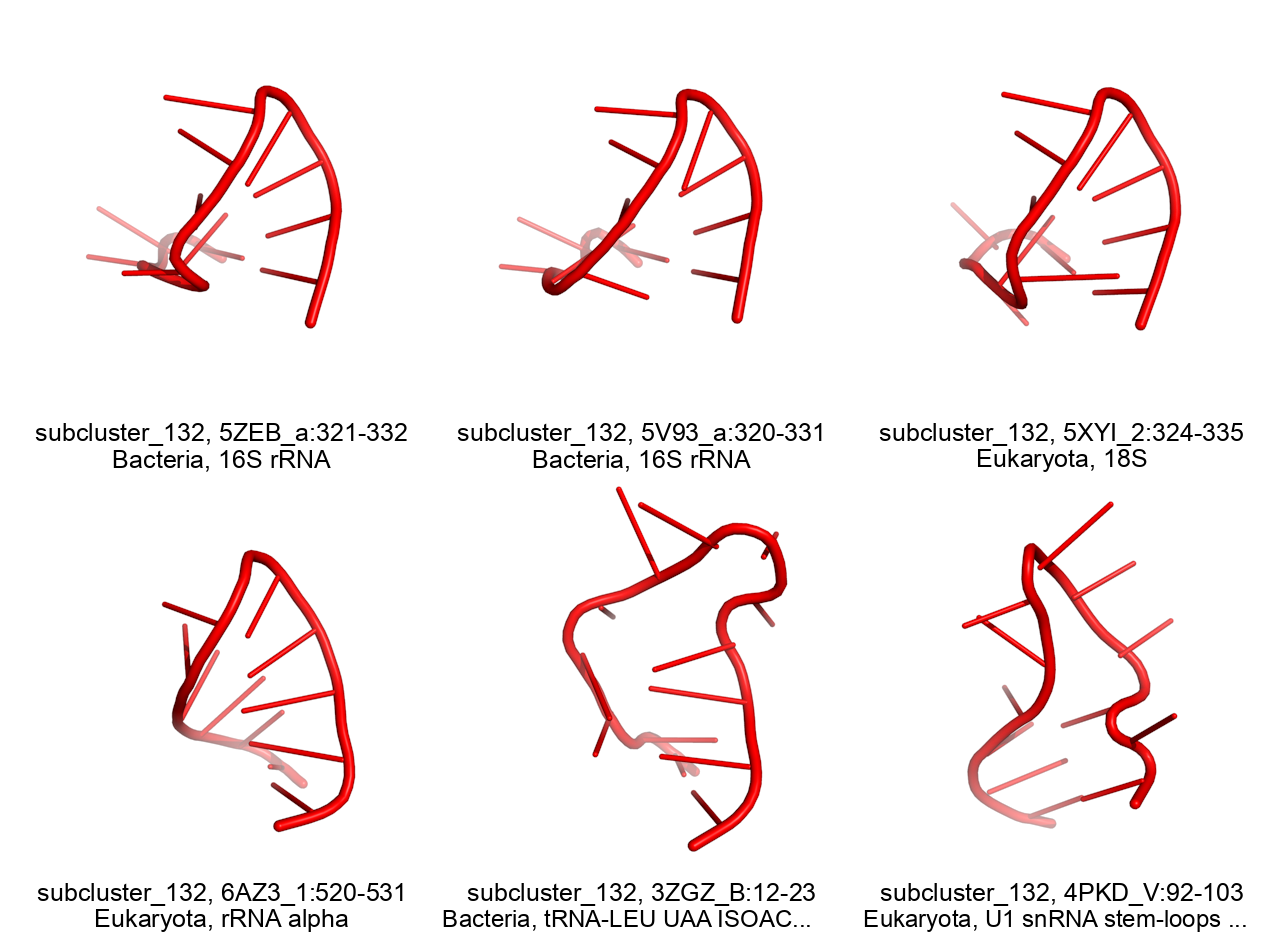 subcluster_132, 5ZEB_a:321-332
Bacteria, 16S rRNA
subcluster_132, 5V93_a:320-331
Bacteria, 16S rRNA
subcluster_132, 5XYI_2:324-335
Eukaryota, 18S
subcluster_132, 6AZ3_1:520-531
Eukaryota, rRNA alpha
subcluster_132, 3ZGZ_B:12-23
Bacteria, tRNA-LEU UAA ISOAC...
subcluster_132, 4PKD_V:92-103
Eukaryota, U1 snRNA stem-loops ...